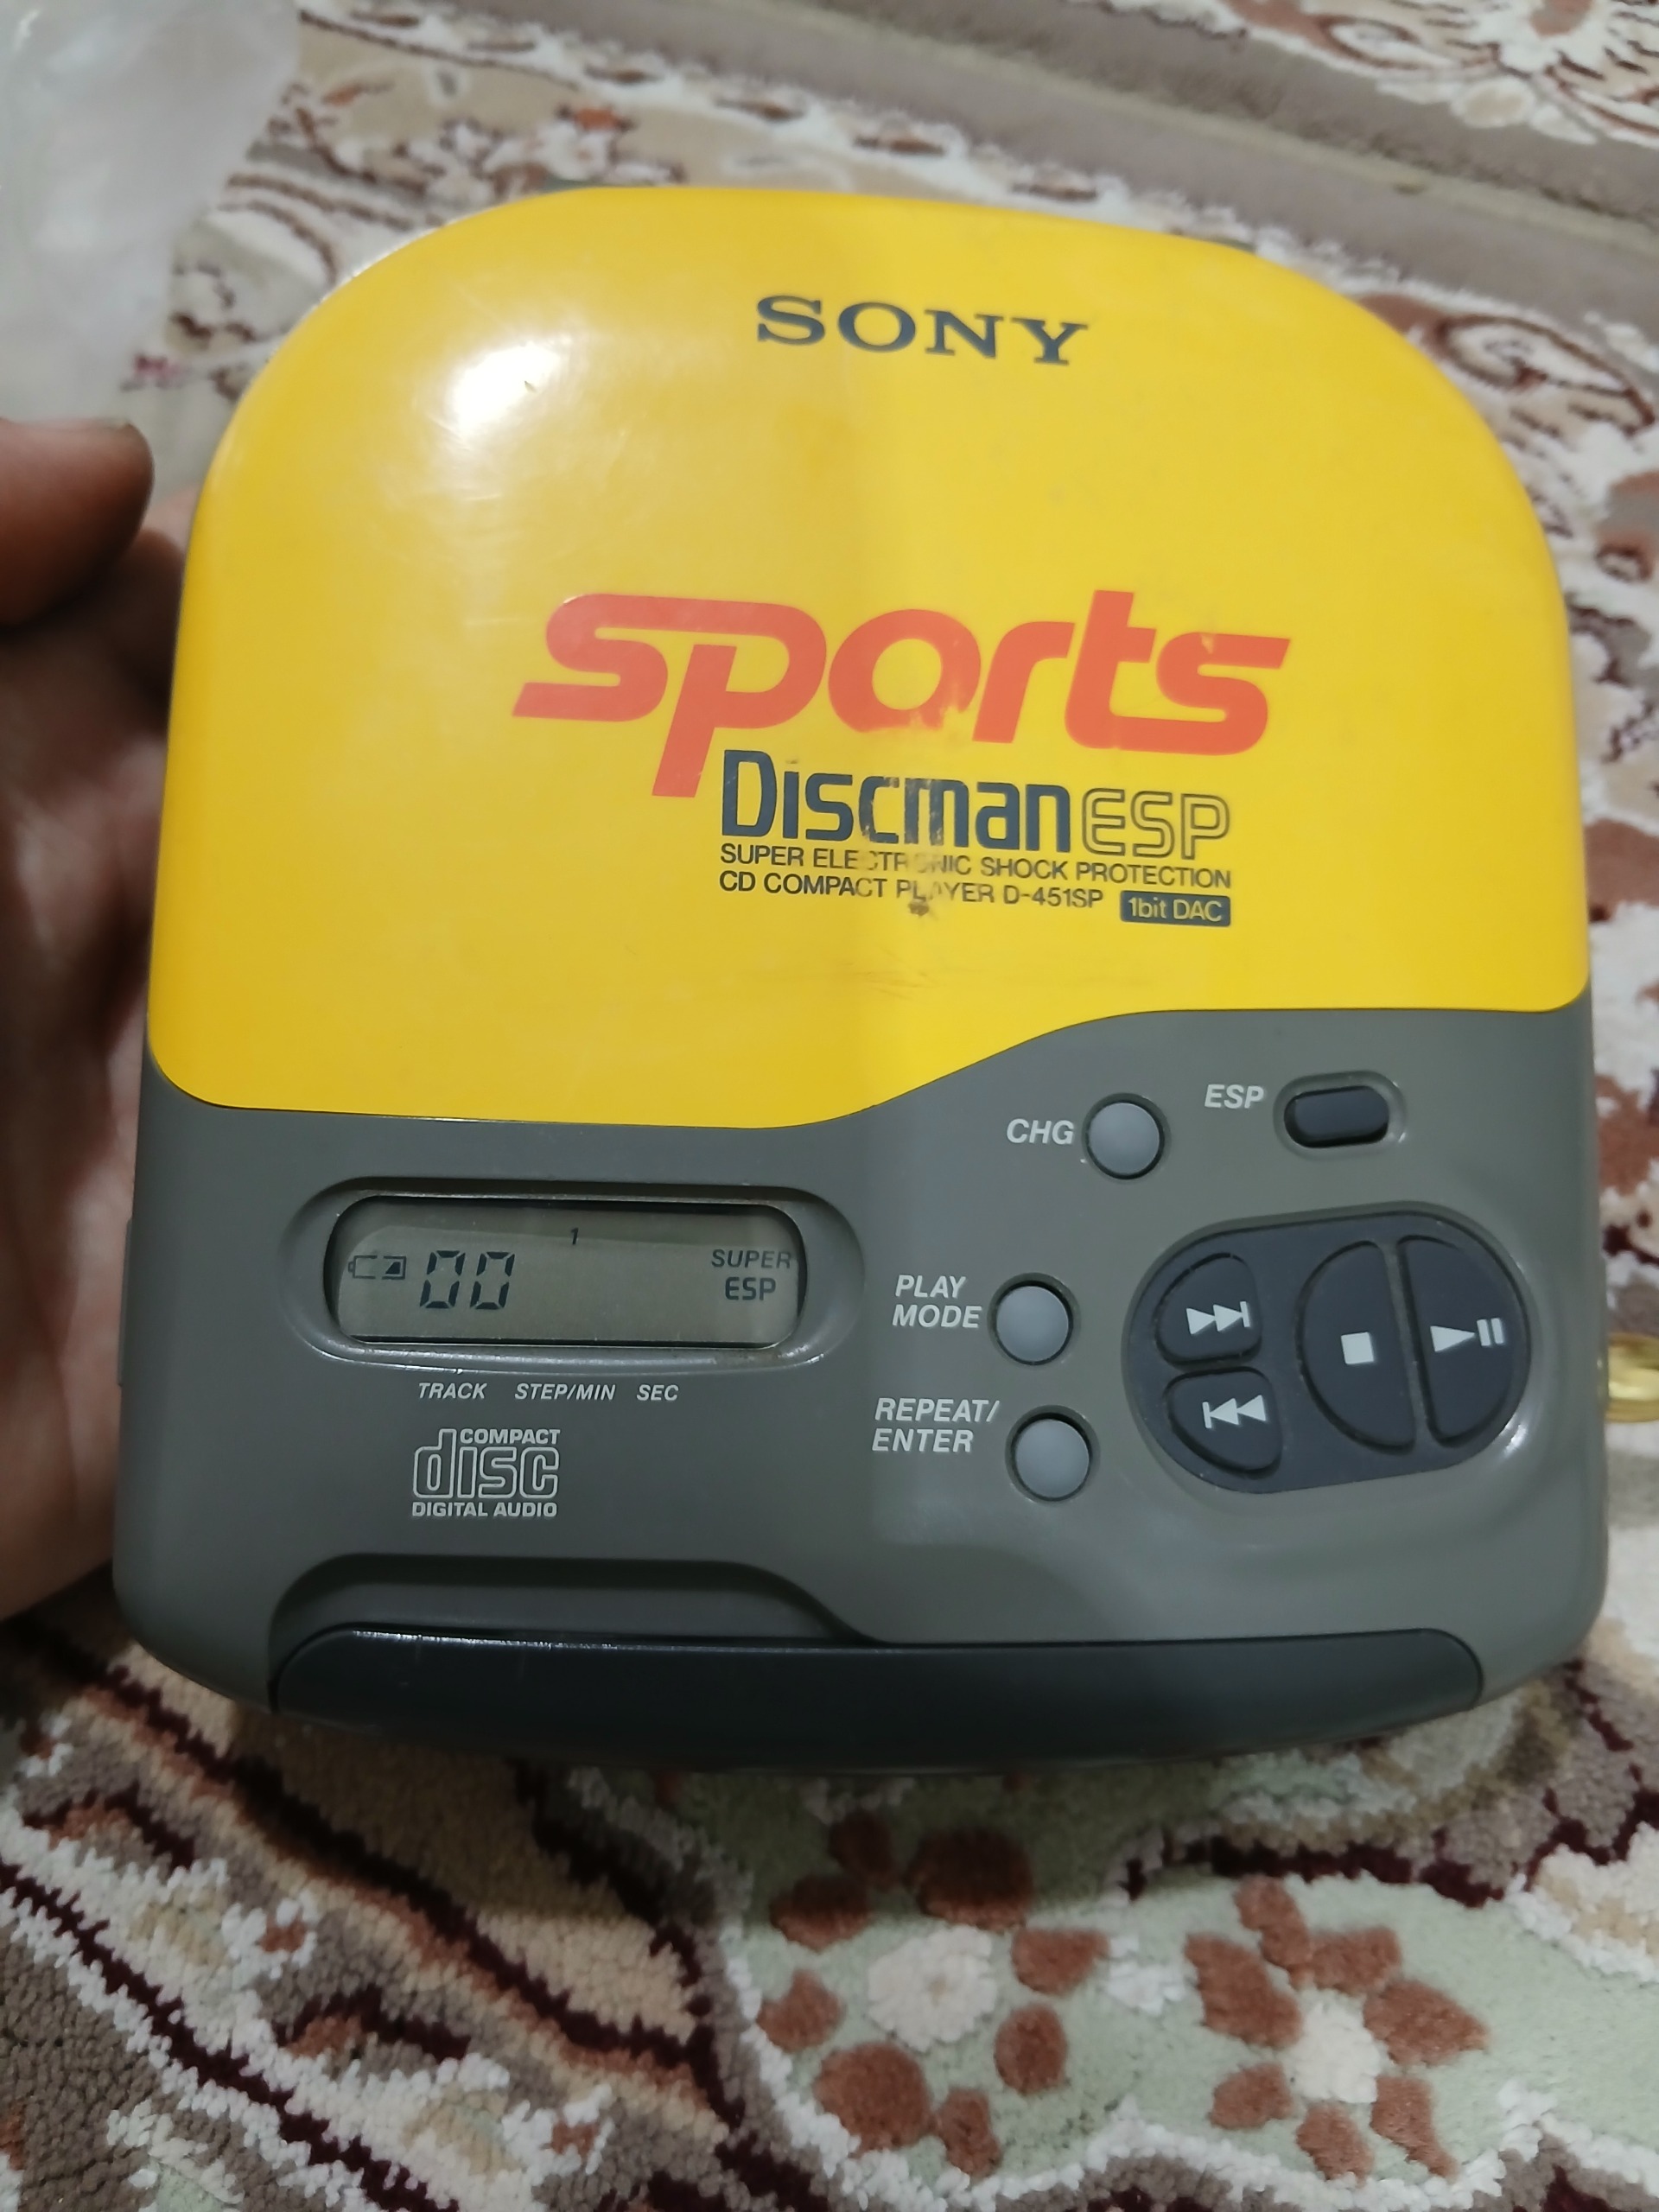 SONY
sports
Discman ESP
SUPER ELECTRONIC SHOCK PROTECTION
CD COMPACT PLAYER D-451SP 1bit DAC
CHG
ESP
1
00
SUPER
ESP
PLAY
MODE
TRACK STEP/MIN SEC
REPEAT/
ENTER
COMPACT
disc
DIGITAL AUDIO